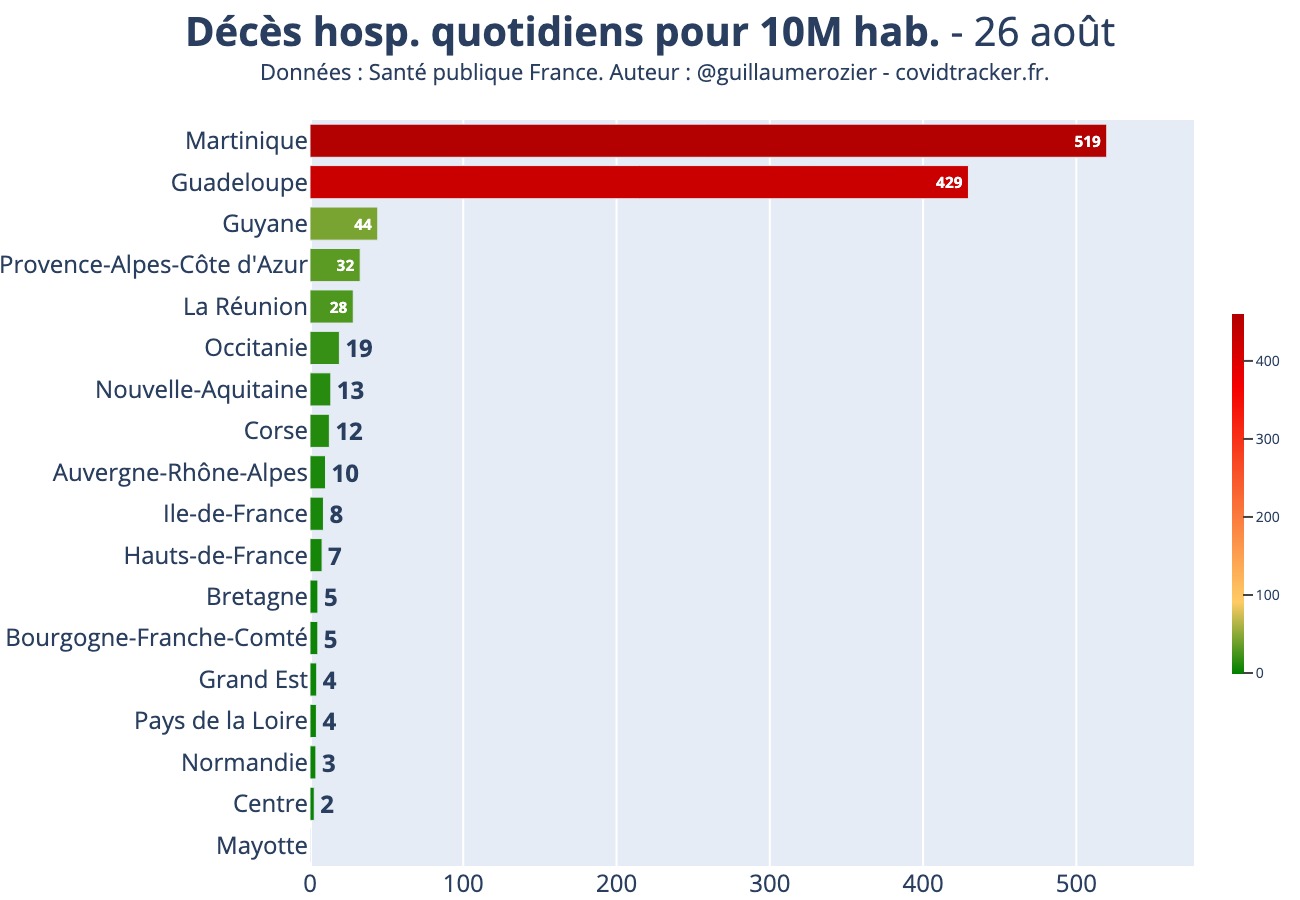 Décès hosp. quotidiens pour 10M hab. - 26 août
Données : Santé publique France. Auteur : @guillaumerozier - covidtracker.fr.
Martinique 519
Guadeloupe 429
Guyane 44
Provence-Alpes-Côte d'Azur 32
La Réunion 28
Occitanie 19
Nouvelle-Aquitaine 13
Corse 12
Auvergne-Rhône-Alpes 10
Ile-de-France 8
Hauts-de-France 7
Bretagne 5
Bourgogne-Franche-Comté 5
Grand Est 4
Pays de la Loire 4
Normandie 3
Centre 2
Mayotte
0 100 200 300 400 500
400
300
200
100
0